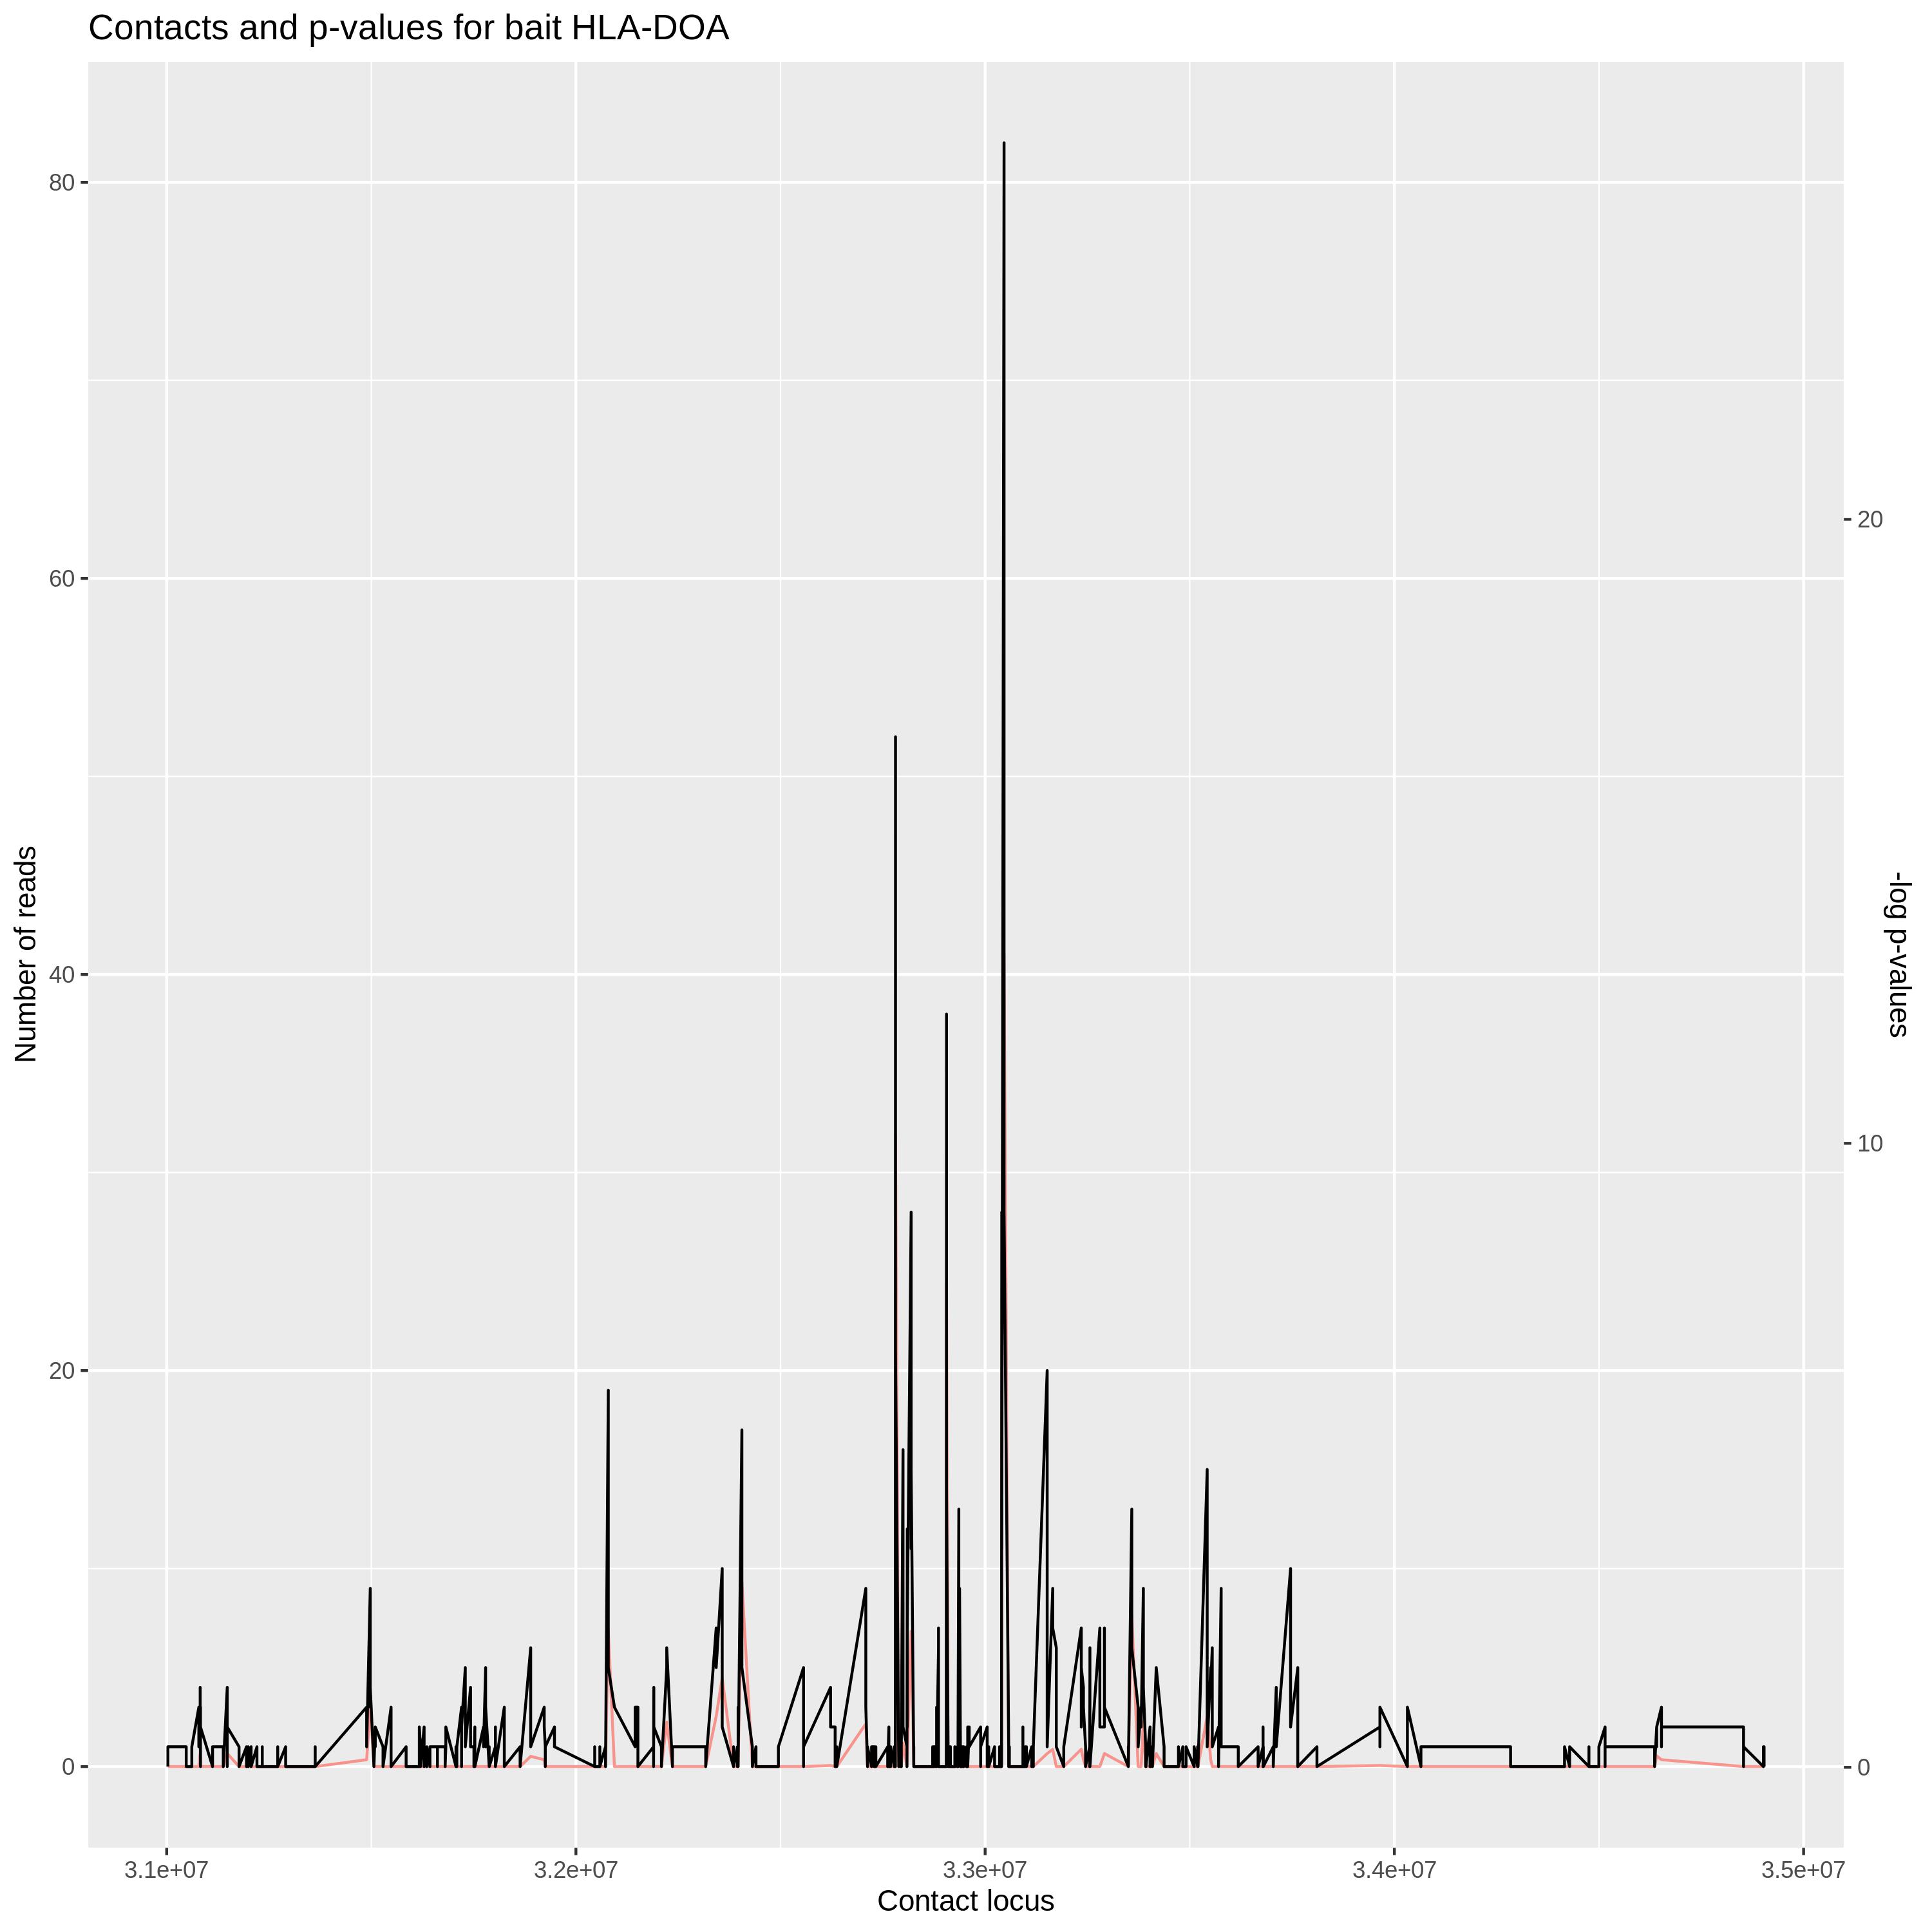 Contacts and p-values for bait HLA-DOA
80
60
40
20
0
Number of reads
20
10
0
-log p-values
3.1e+07
3.2e+07
3.3e+07
3.4e+07
3.5e+07
Contact locus